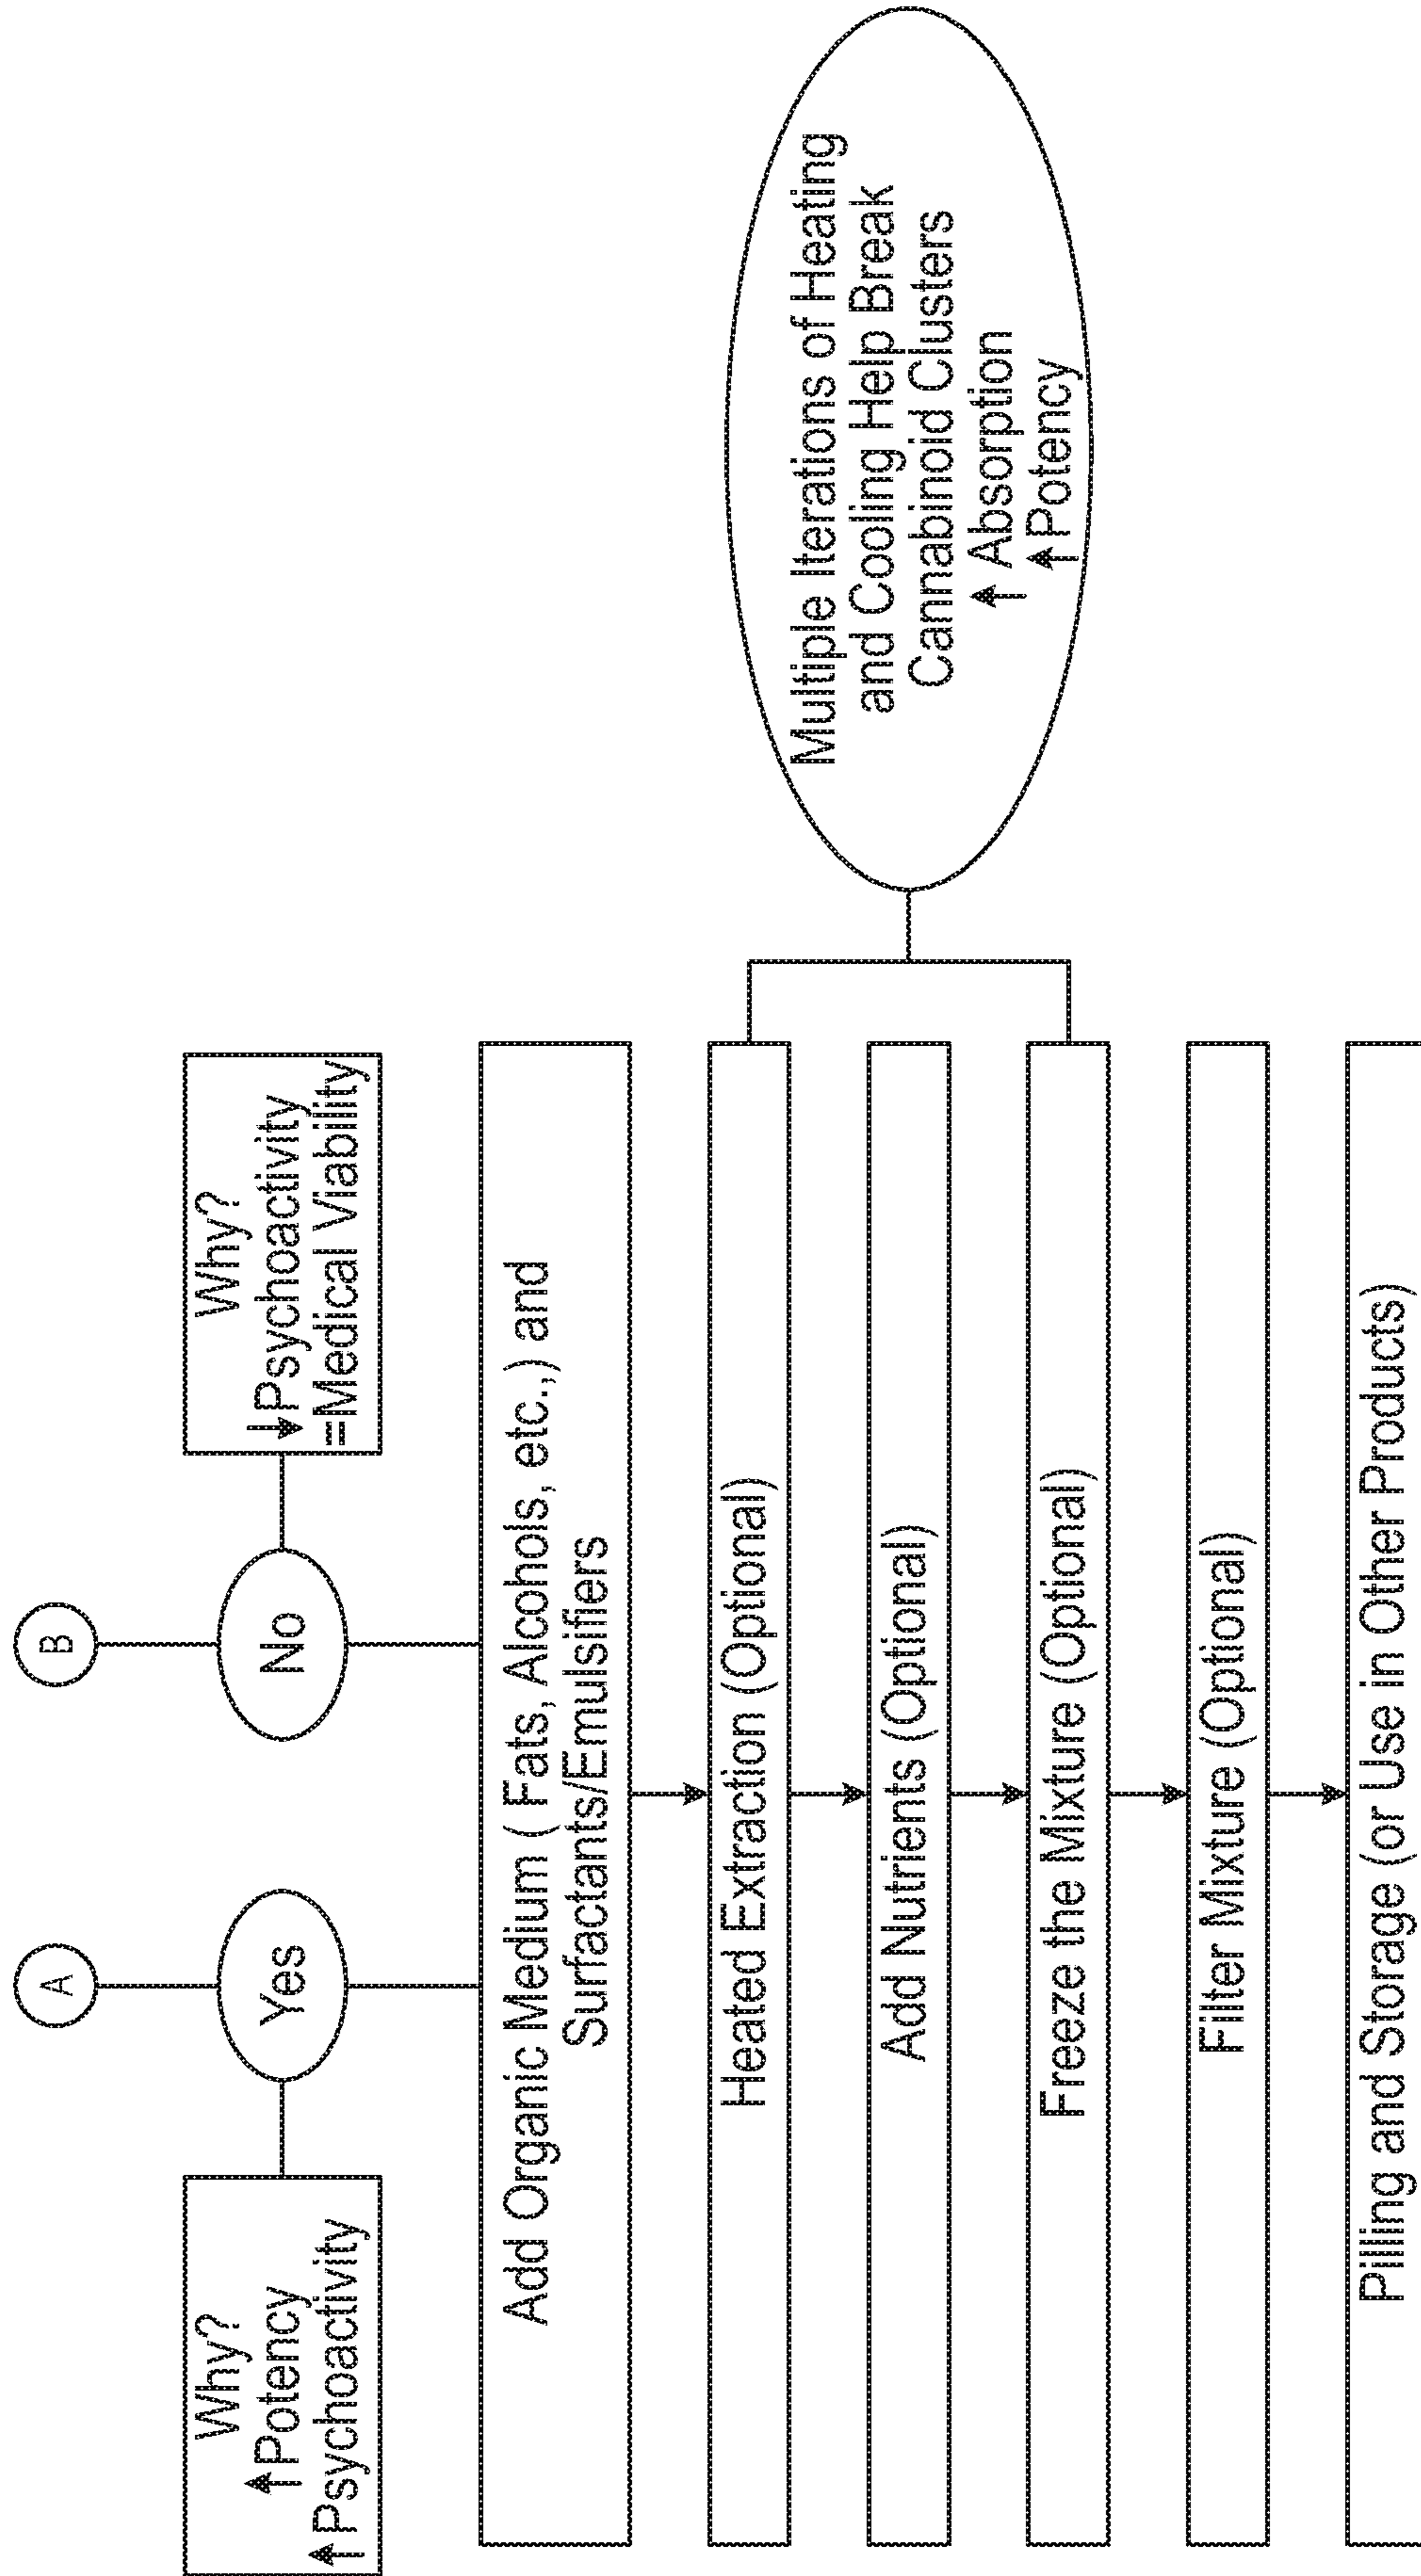 A
B
Yes
No
Why?
↑Potency
↑Psychoactivity
Why?
↓Psychoactivity
=Medical Viability
Add Organic Medium ( Fats, Alcohols, etc.,) and
Surfactants/Emulsifiers
Heated Extraction (Optional)
Add Nutrients (Optional)
Freeze the Mixture (Optional)
Filter Mixture (Optional)
Pilling and Storage (or Use in Other Products)
Multiple Iterations of Heating
and Cooling Help Break
Cannabinoid Clusters
↑ Absorption
↑Potency